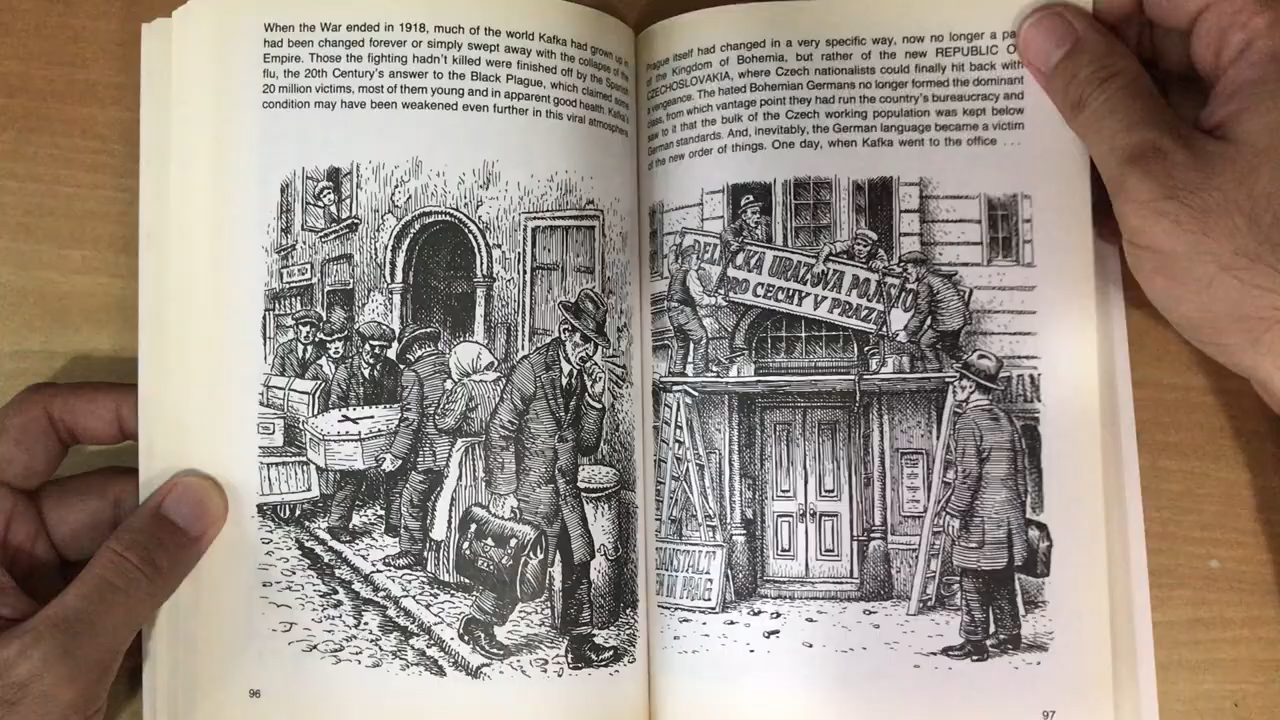 When the War ended in 1918, much of the world Kafka had grown up in
had been changed forever or simply swept away with the collapse of the
Empire. Those the fighting hadn't killed were finished off by the Spanish
flu, the 20th Century's answer to the Black Plague, which claimed some
20 million victims, most of them young and in apparent good health. Kafka's
condition may have been weakened even further in this viral atmosphere.
96
Prague itself had changed in a very specific way, now no longer a pa
of the Kingdom of Bohemia, but rather of the new REPUBLIC O
CZECHOSLOVAKIA, where Czech nationalists could finally hit back with
a vengeance. The hated Bohemian Germans no longer formed the dominant
class, from which vantage point they had run the country's bureaucracy and
saw to it that the bulk of the Czech working population was kept below
German standards. And, inevitably, the German language became a victim
of the new order of things. One day, when Kafka went to the office ...
DELNICKA URAZOVA POJISTO
PRO CECHY V PRAZE
ANSTALT
EN IN PRAG
97